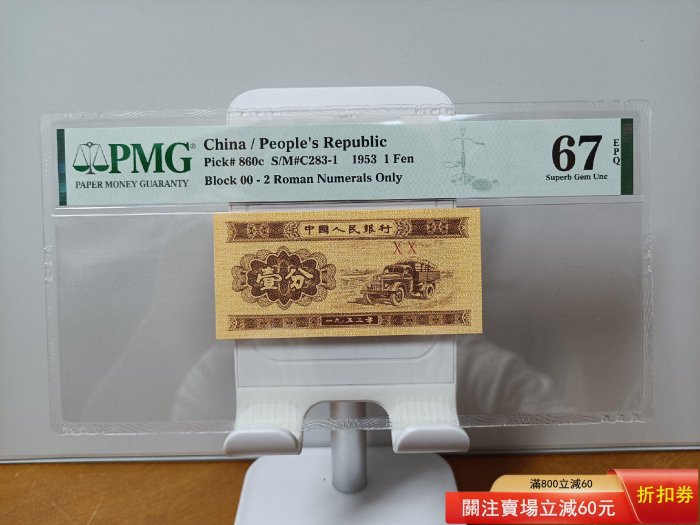 PMG
PAPER MONEY GUARANTY
China / People's Republic
Pick# 860c S/M#C283-1 1953 1 Fen
Block 00 - 2 Roman Numerals Only
67
EPQ
Superb Gem Unc
中國人民銀行
X X
壹分
一九五三年
滿800立減60
關注賣場立減60元
折扣券